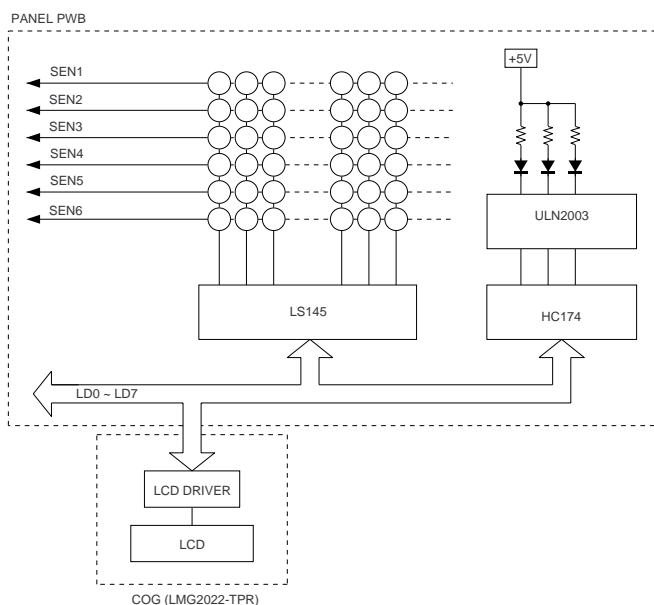 PANEL PWB
SEN1
SEN2
SEN3
SEN4
SEN5
SEN6
+5V
ULN2003
LS145
HC174
LD0 ~ LD7
LCD DRIVER
LCD
COG (LMG2022-TPR)